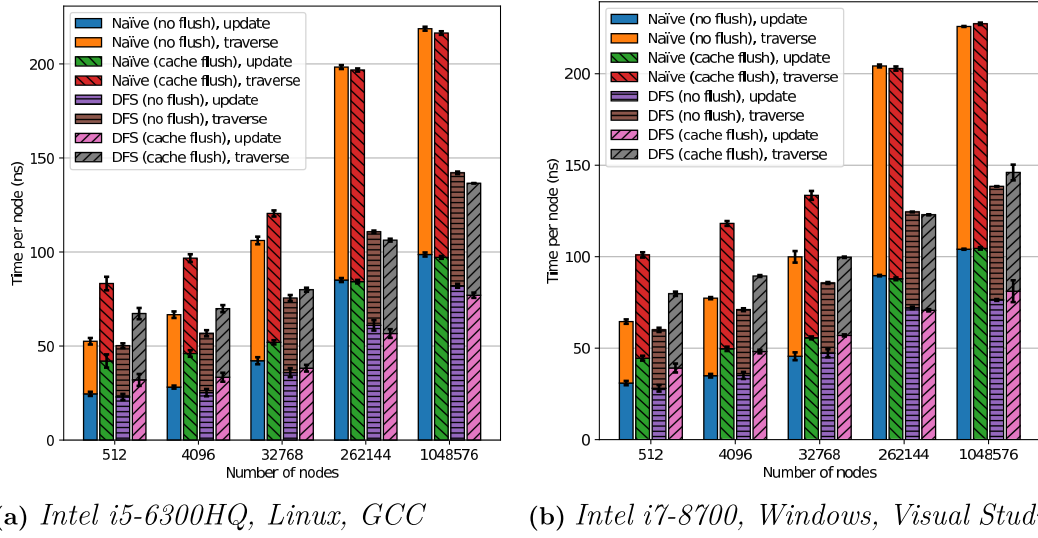 Naïve (no flush), update
Naïve (no flush), traverse
Naïve (cache flush), update
Naïve (cache flush), traverse
DFS (no flush), update
DFS (no flush), traverse
DFS (cache flush), update
DFS (cache flush), traverse
Time per node (ns)
200
150
100
50
0
512 4096 32768 262144 1048576
Number of nodes
a) Intel i5-6300HQ, Linux, GCC
Naïve (no flush), update
Naïve (no flush), traverse
Naïve (cache flush), update
Naïve (cache flush), traverse
DFS (no flush), update
DFS (no flush), traverse
DFS (cache flush), update
DFS (cache flush), traverse
Time per node (ns)
200
150
100
50
0
512 4096 32768 262144 1048576
Number of nodes
(b) Intel i7-8700, Windows, Visual Stud